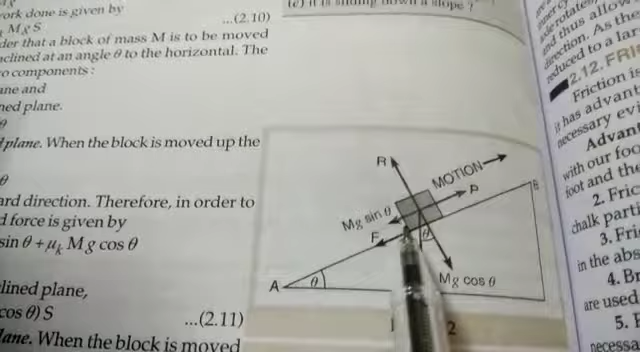 work done is given by
Mg S ...(2.10)
der that a block of mass M is to be moved
nclined at an angle θ to the horizontal. The
o components :
ane and
ned plane.
θ
plane. When the block is moved up the
θ
ard direction. Therefore, in order to
d force is given by
sin θ + μk M g cos θ
lined plane,
cos θ) S ...(2.11)
lane. When the block is moved
(c) it is sliding down a slope ?
R
MOTION
P
B
Mg sin θ
F
θ
A
θ
Mg cos θ
2
and thus allow
direction. As the
reduced to a lar
2.12. FRI
Friction is
it has advant
necessary evi
Advan
with our foo
foot and the
2. Fric
chalk parti
3. Fri
in the abs
4. Br
are used
5. F
necessa